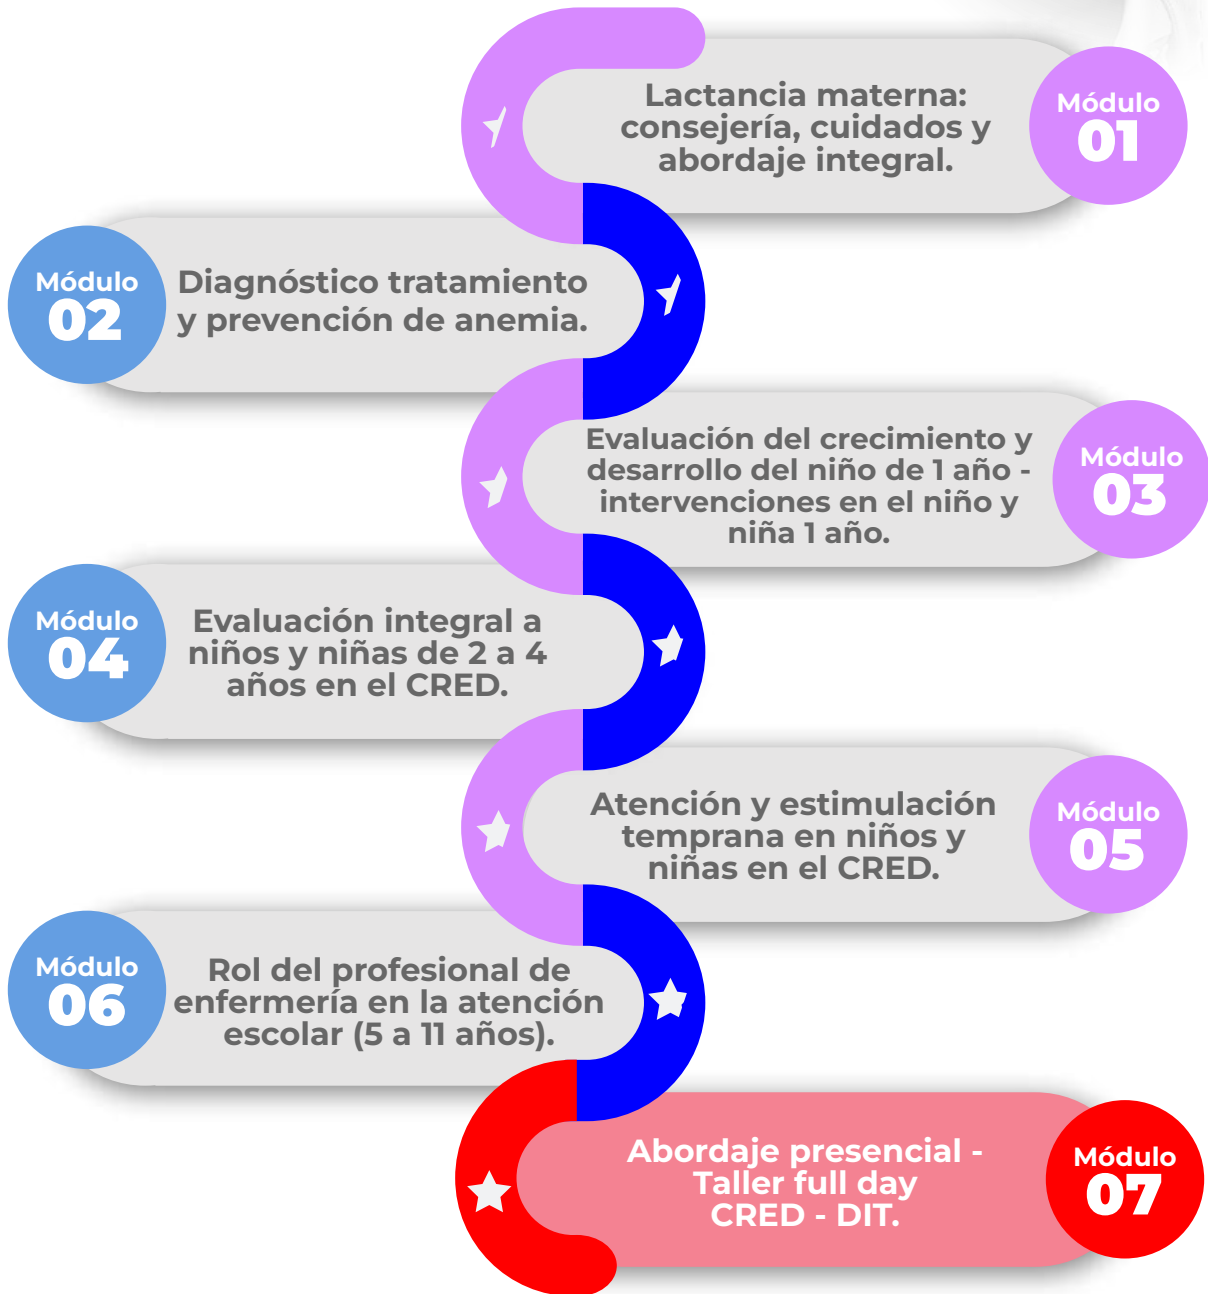 Lactancia materna:
consejería, cuidados y
abordaje integral.
Módulo
01
Módulo
02
Diagnóstico tratamiento
y prevención de anemia.
Evaluación del crecimiento y
desarrollo del niño de 1 año -
intervenciones en el niño y
niña 1 año.
Módulo
03
Módulo
04
Evaluación integral a
niños y niñas de 2 a 4
años en el CRED.
Atención y estimulación
temprana en niños y
niñas en el CRED.
Módulo
05
Módulo
06
Rol del profesional de
enfermería en la atención
escolar (5 a 11 años).
Abordaje presencial -
Taller full day
CRED - DIT.
Módulo
07